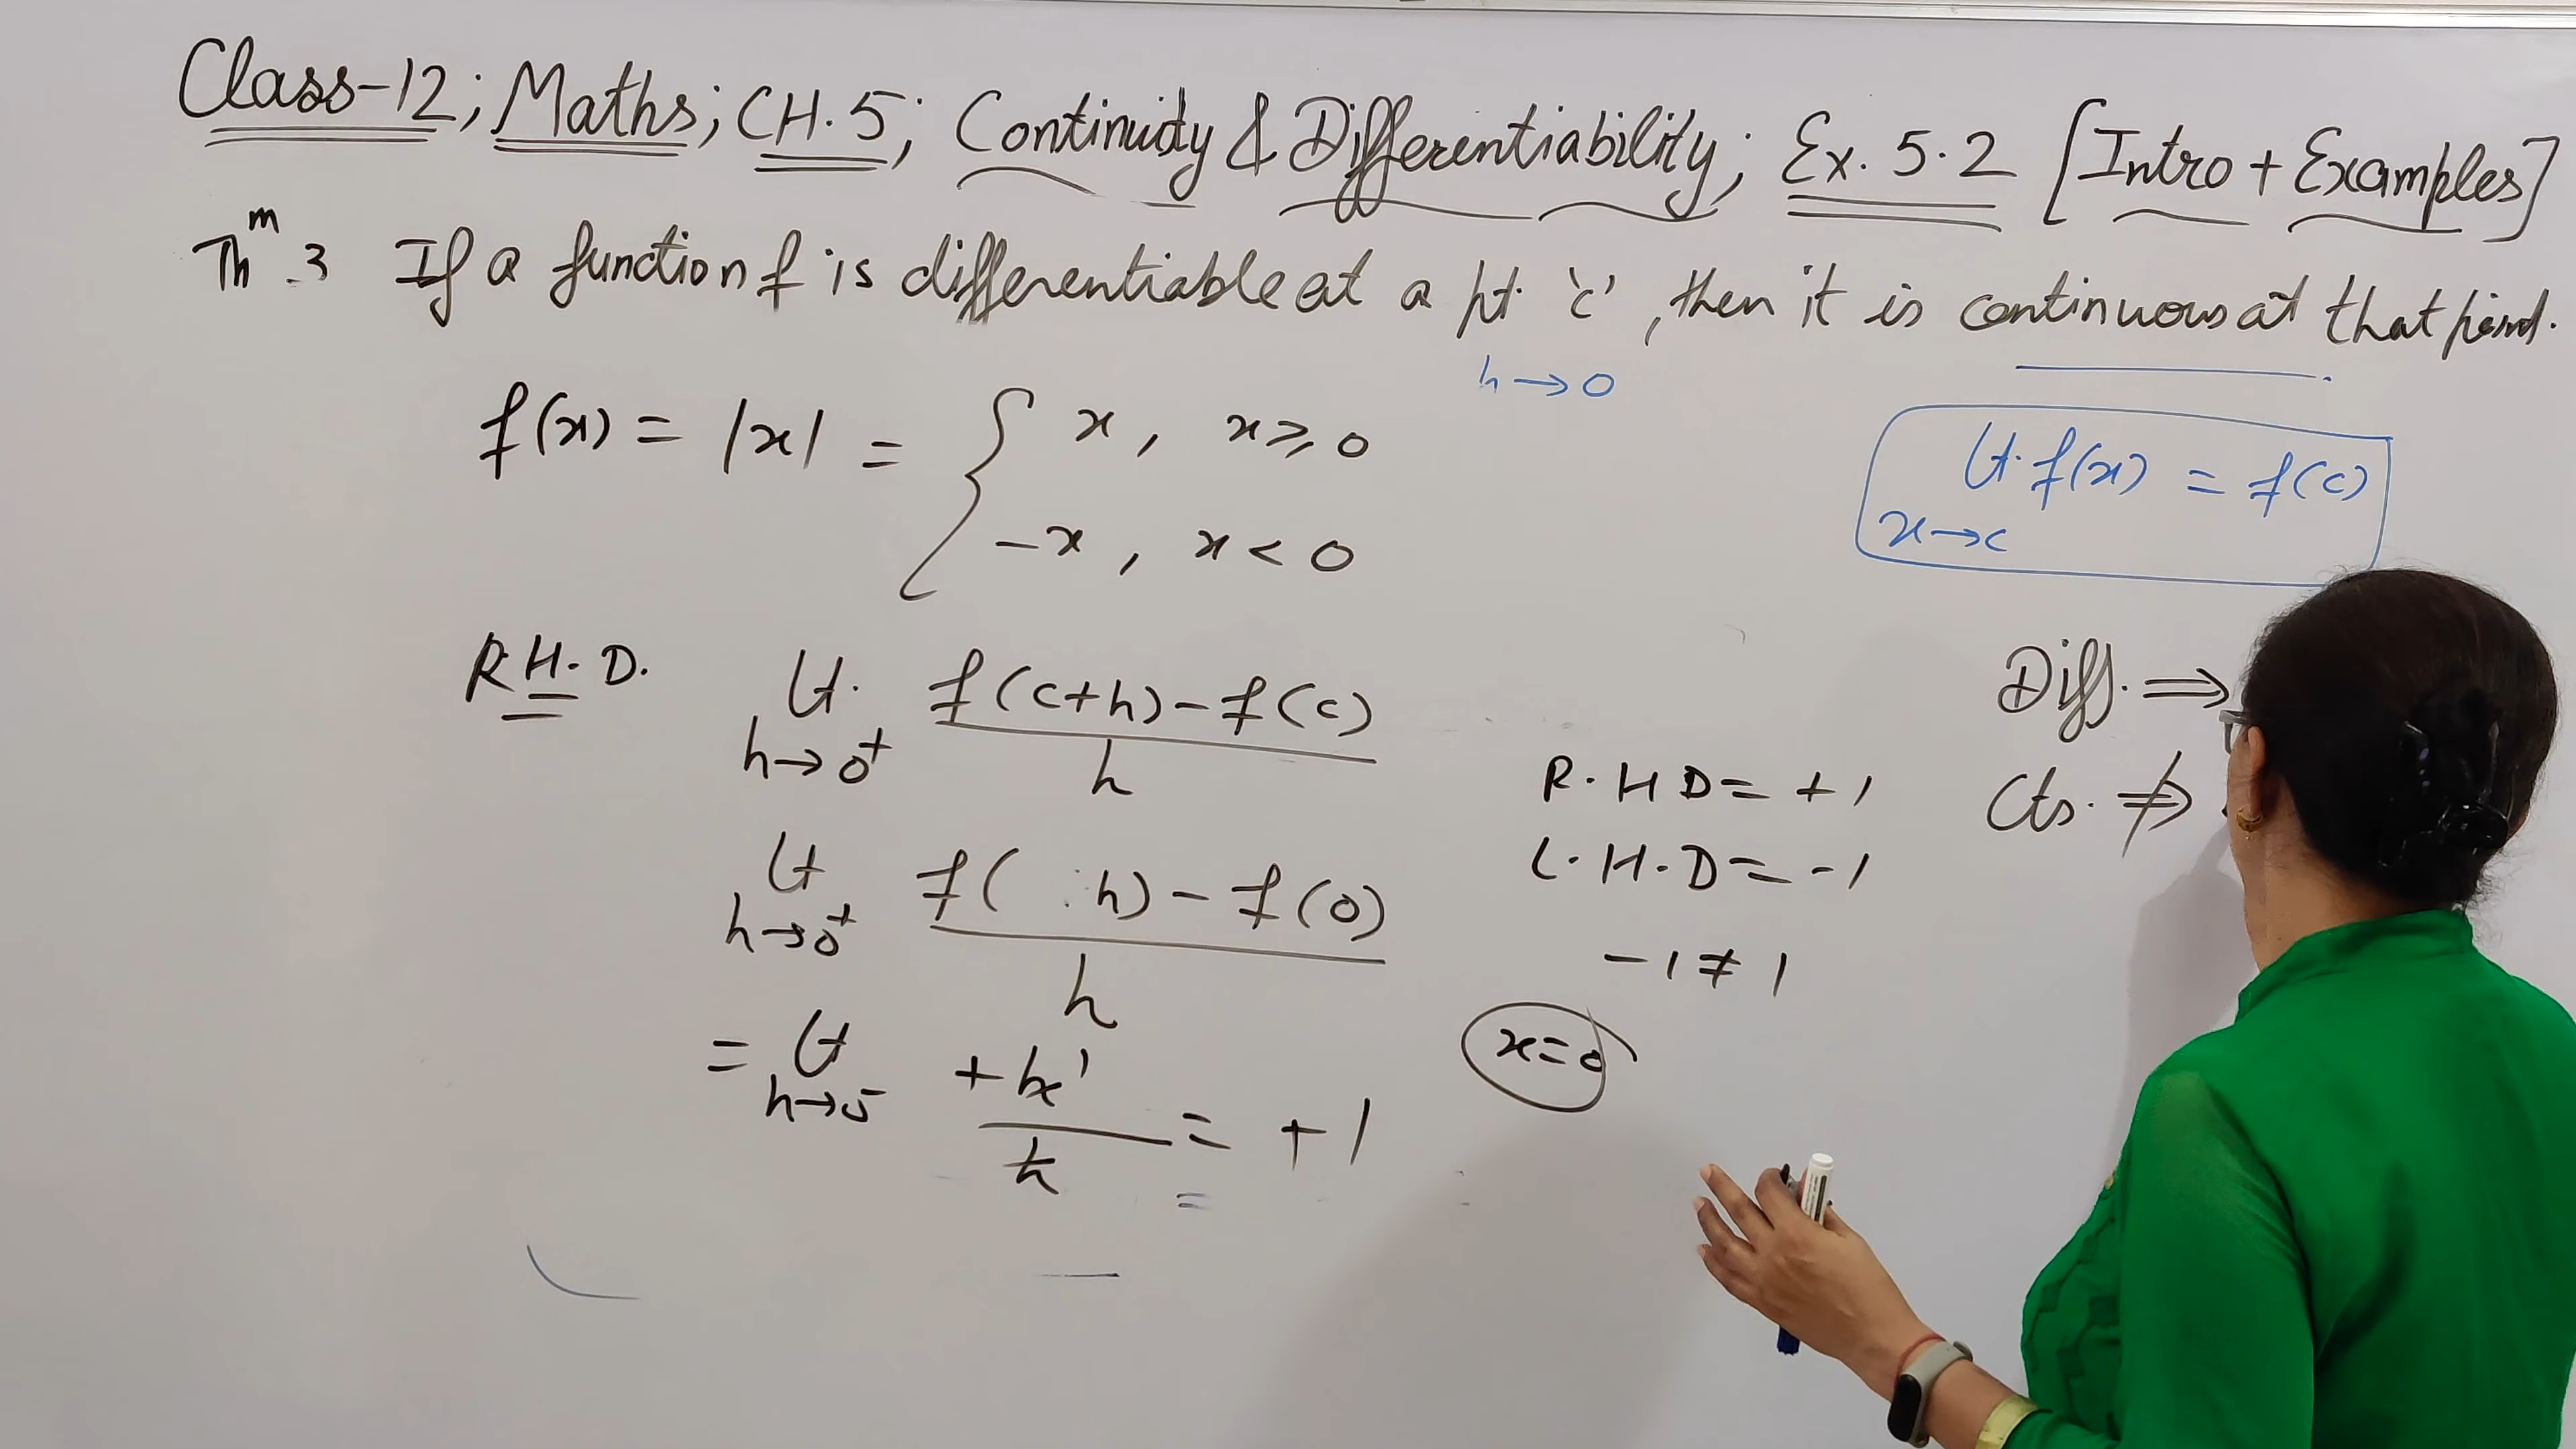 Class-12; Maths; CH. 5; Continuity & Differentiability; Ex. 5.2 [Intro + Examples]
Thm.3 If a function f is differentiable at a pt. 'c', then it is continuous at that
h → 0
f(x) = |x| = { x, x ≥ 0
-x, x < 0
Lt. f(x) = f(c)
x→c
R.H.D. Lt. f(c+h) - f(c)
h→0⁺ h
Diff. ⇒
R.H D = +1
Cts. ⇏
Lt f( h) - f(0)
h→0⁺ h
L.H.D = -1
-1 ≠ 1
= Lt +h 1
h→0 h = +1
x=0